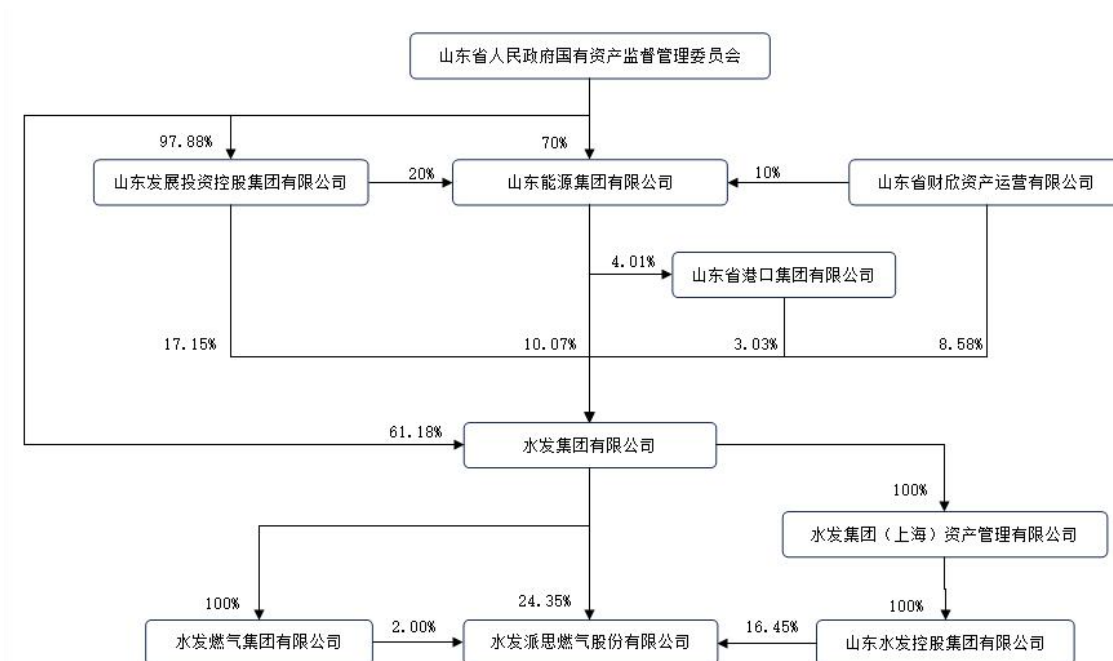 山东省人民政府国有资产监督管理委员会
97.88%
70%
山东发展投资控股集团有限公司
20%
山东能源集团有限公司
10%
山东省财欣资产运营有限公司
4.01%
山东省港口集团有限公司
17.15%
10.07%
3.03%
8.58%
61.18%
水发集团有限公司
100%
水发集团（上海）资产管理有限公司
100%
24.35%
100%
水发燃气集团有限公司
2.00%
水发派思燃气股份有限公司
16.45%
山东水发控股集团有限公司